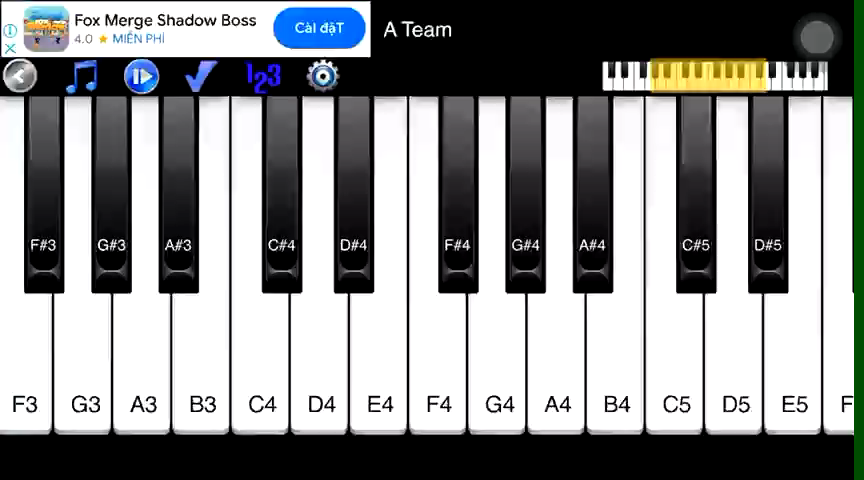 Fox Merge Shadow Boss
4.0 ★ MIỄN PHÍ
Cài đặT
A Team
123
F#3 G#3 A#3 C#4 D#4 F#4 G#4 A#4 C#5 D#5
F3 G3 A3 B3 C4 D4 E4 F4 G4 A4 B4 C5 D5 E5 F